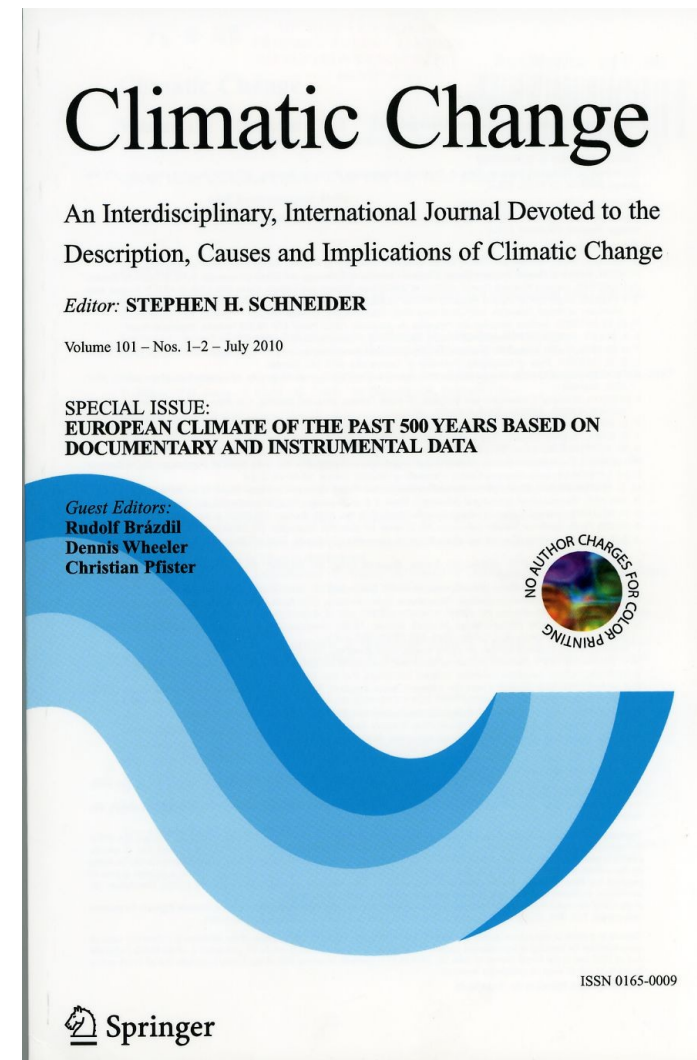 Climatic Change
An Interdisciplinary, International Journal Devoted to the
Description, Causes and Implications of Climatic Change
Editor: STEPHEN H. SCHNEIDER
Volume 101 – Nos. 1–2 – July 2010
SPECIAL ISSUE:
EUROPEAN CLIMATE OF THE PAST 500 YEARS BASED ON
DOCUMENTARY AND INSTRUMENTAL DATA
Guest Editors:
Rudolf Brázdil
Dennis Wheeler
Christian Pfister
NO AUTHOR CHARGES FOR COLOR PRINTING
ISSN 0165-0009
Springer